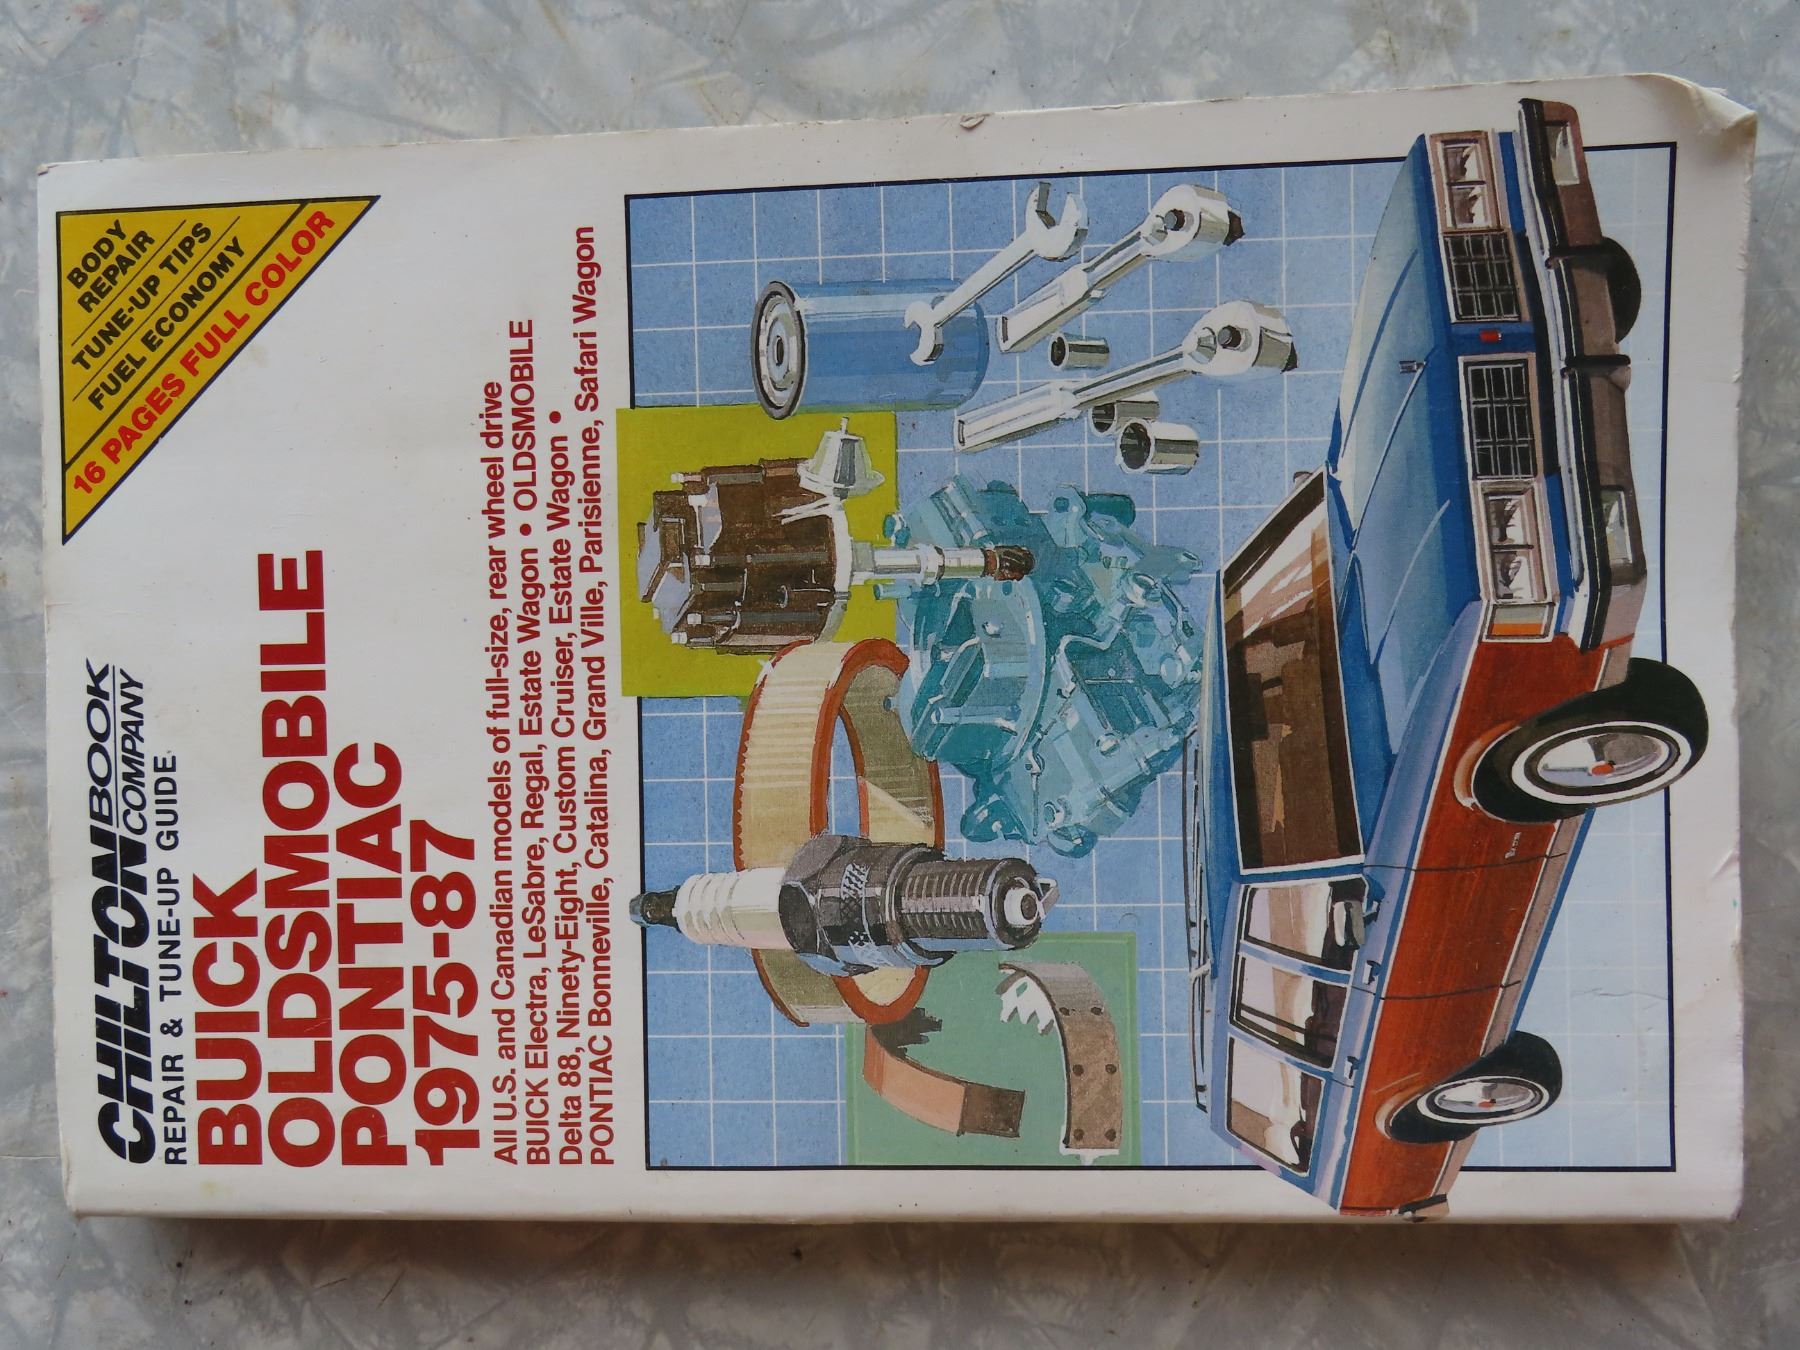 CHILTON BOOK COMPANY
REPAIR & TUNE-UP GUIDE
BODY
REPAIR
TUNE-UP TIPS
FUEL ECONOMY
16 PAGES FULL COLOR
BUICK
OLDSMOBILE
PONTIAC
1975-87
All U.S. and Canadian models of full-size, rear wheel drive
BUICK Electra, LeSabre, Regal, Estate Wagon • OLDSMOBILE
Delta 88, Ninety-Eight, Custom Cruiser, Estate Wagon •
PONTIAC Bonneville, Catalina, Grand Ville, Parisienne, Safari Wagon